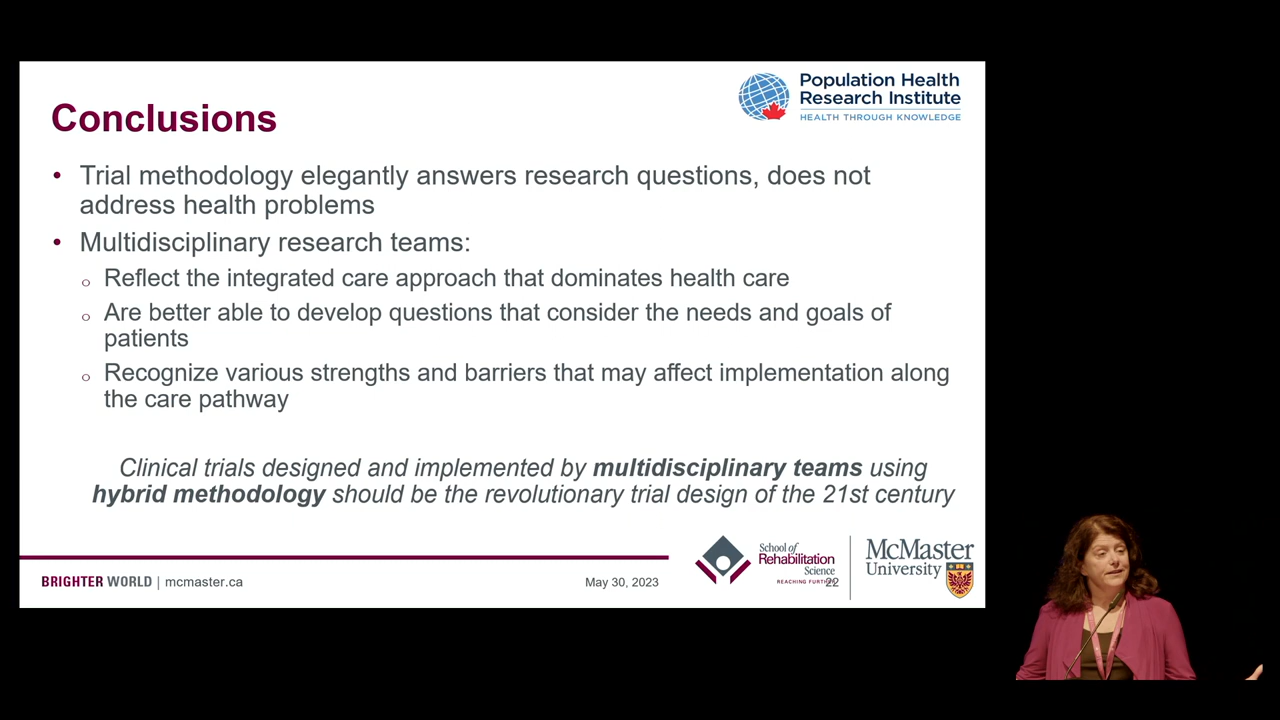 Population Health
Research Institute
HEALTH THROUGH KNOWLEDGE
Conclusions
• Trial methodology elegantly answers research questions, does not
address health problems
• Multidisciplinary research teams:
o Reflect the integrated care approach that dominates health care
o Are better able to develop questions that consider the needs and goals of
patients
o Recognize various strengths and barriers that may affect implementation along
the care pathway
Clinical trials designed and implemented by multidisciplinary teams using
hybrid methodology should be the revolutionary trial design of the 21st century
BRIGHTER WORLD | mcmaster.ca
May 30, 2023
School of
Rehabilitation
Science
REACHING FURTHER
22
McMaster
University